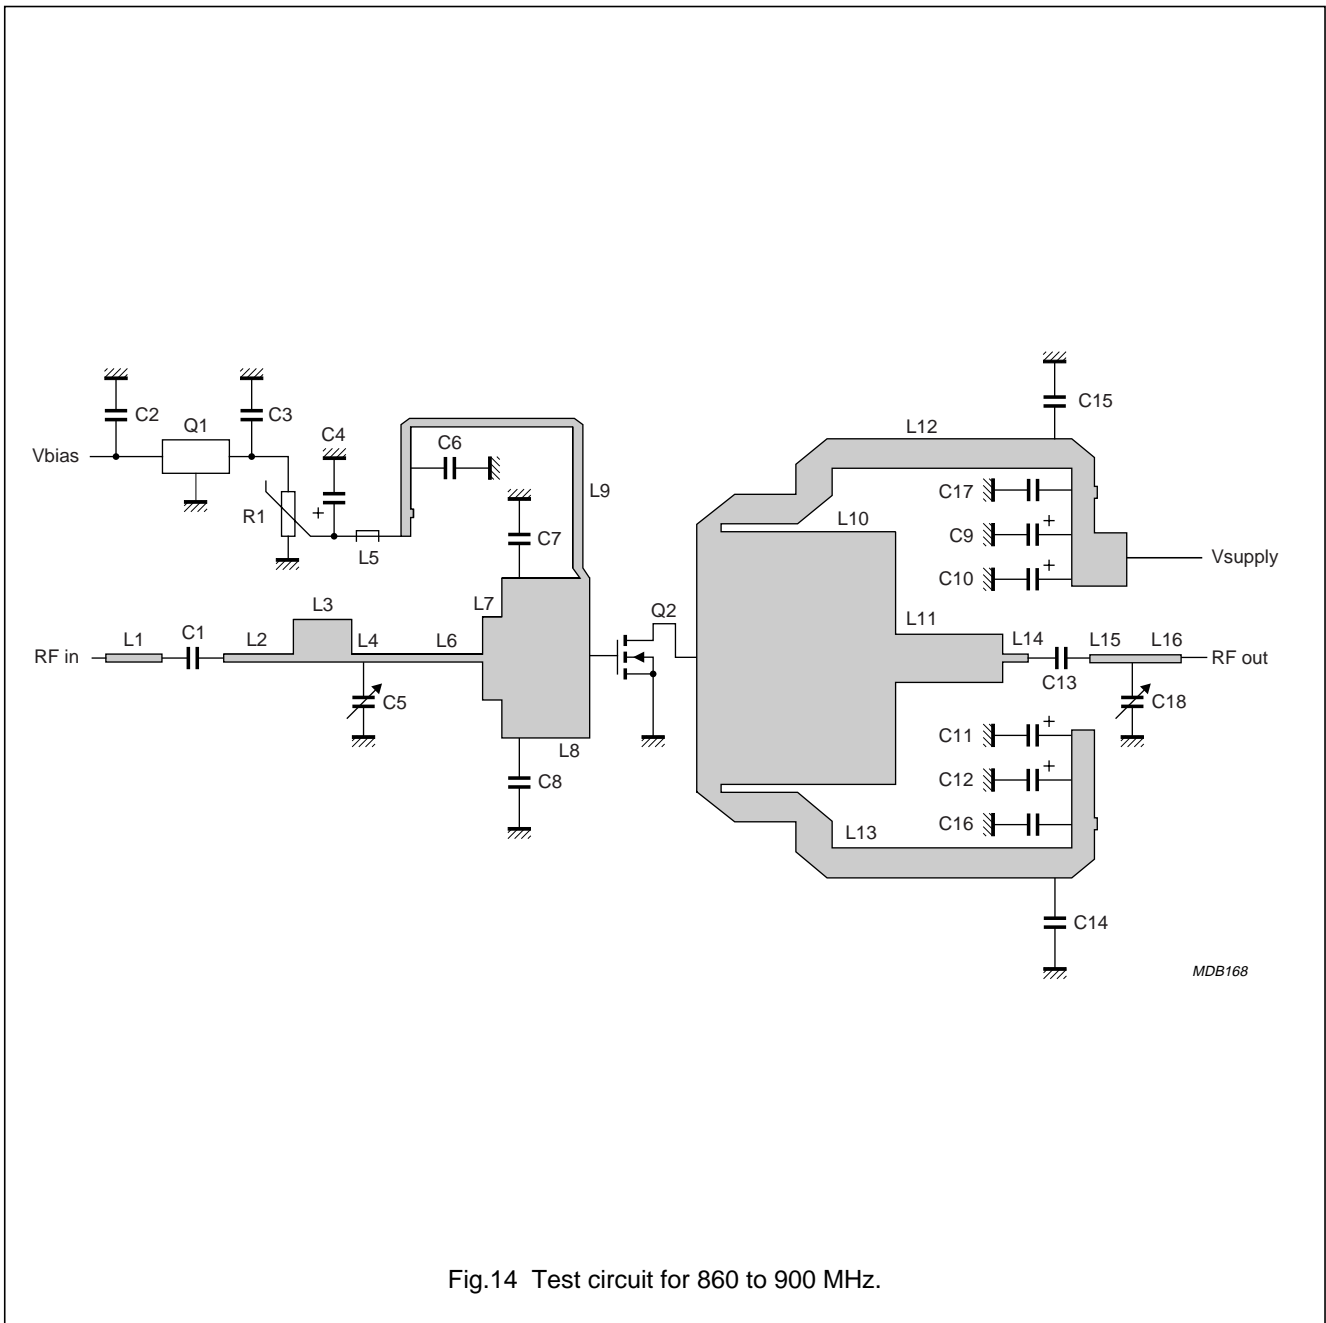 C15
L12
C2
Q1
C3
C4
C6
Vbias
C17
L9
R1
L10
C9
+
L5
C7
Vsupply
C10
+
+
L3
L7
Q2
L11
L1
C1
L2
L4
L6
L14
L15
L16
RF in
RF out
C13
C5
C18
C11
+
L8
C12
+
C8
C16
L13
C14
MDB168
Fig.14 Test circuit for 860 to 900 MHz.